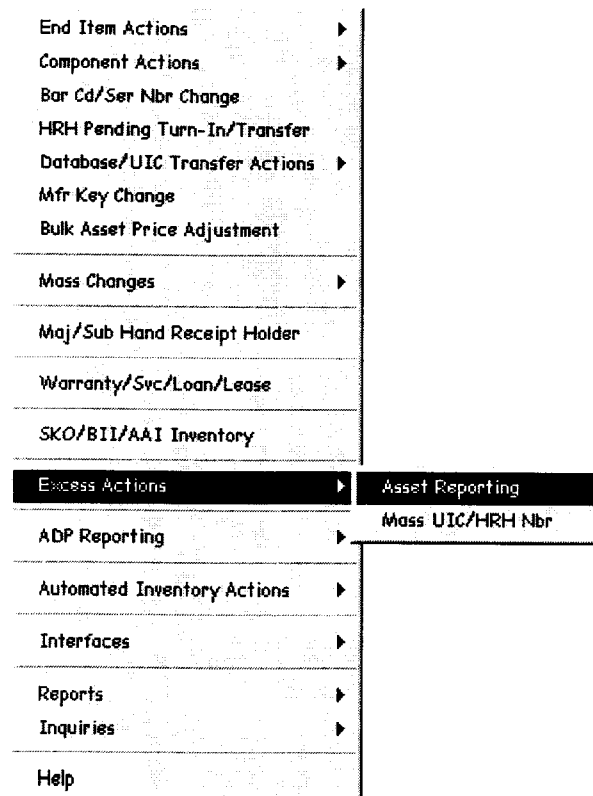 End Item Actions
Component Actions
Bar Cd/Ser Nbr Change
HRH Pending Turn-In/Transfer
Database/UIC Transfer Actions
Mfr Key Change
Bulk Asset Price Adjustment
Mass Changes
Maj/Sub Hand Receipt Holder
Warranty/Svc/Loan/Lease
SKO/BII/AAI Inventory
Excess Actions
Asset Reporting
Mass UIC/HRH Nbr
ADP Reporting
Automated Inventory Actions
Interfaces
Reports
Inquiries
Help